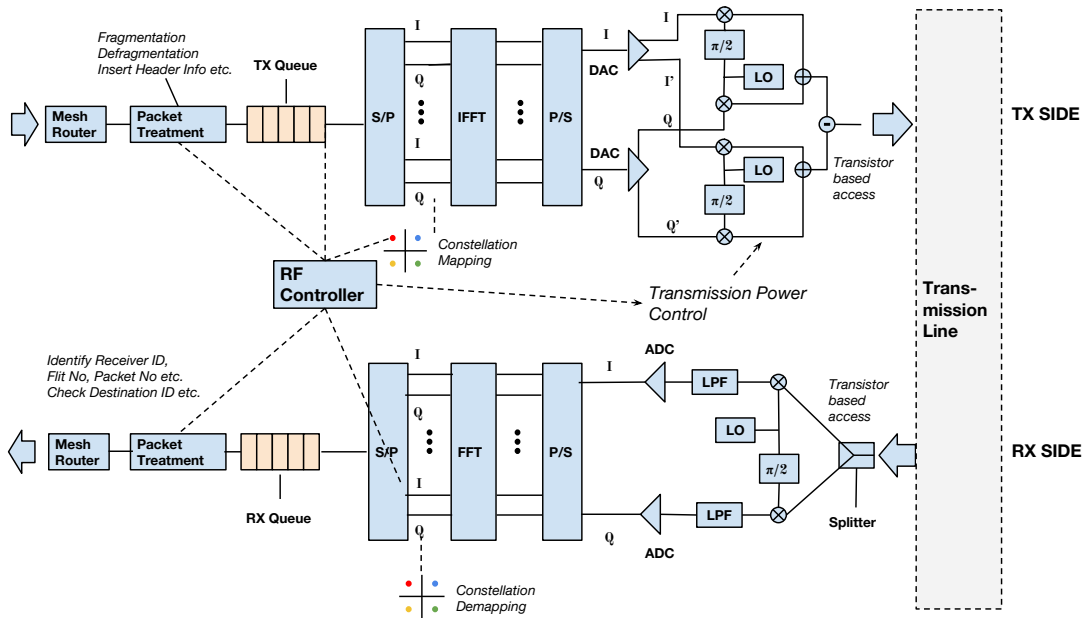 Fragmentation
Defragmentation
Insert Header Info etc.
TX Queue
Mesh
Router
Packet
Treatment
S/P
I
Q
I
Q
IFFT
P/S
I
DAC
DAC
Q
I
I'
Q
Q'
π/2
LO
LO
π/2
-
Transistor
based
access
TX SIDE
Constellation
Mapping
RF
Controller
Transmission Power
Control
Trans-
mission
Line
Identify Receiver ID,
Flit No, Packet No etc.
Check Destination ID etc.
Mesh
Router
Packet
Treatment
RX Queue
S/P
I
Q
I
Q
FFT
P/S
I
Q
ADC
ADC
LPF
LPF
LO
π/2
Transistor
based
access
Splitter
RX SIDE
Constellation
Demapping